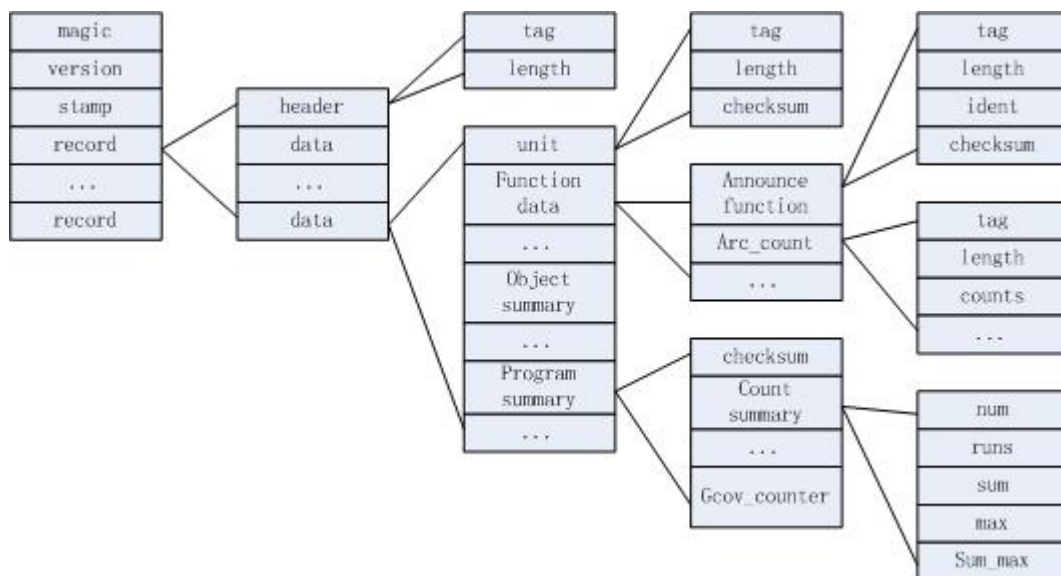 magic
version
stamp
record
...
record
header
data
...
data
tag
length
unit
Function
data
...
Object
summary
...
Program
summary
...
tag
length
checksum
Announce
function
Arc_count
...
checksum
Count
summary
...
Gcov_counter
tag
length
ident
checksum
tag
length
counts
...
num
runs
sum
max
Sum_max